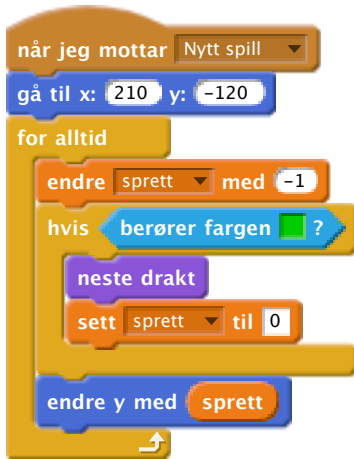 når jeg mottar Nytt spill
gå til x: 210 y: -120
for alltid
endre sprett med -1
hvis berører fargen ?
neste drakt
sett sprett til 0
endre y med sprett